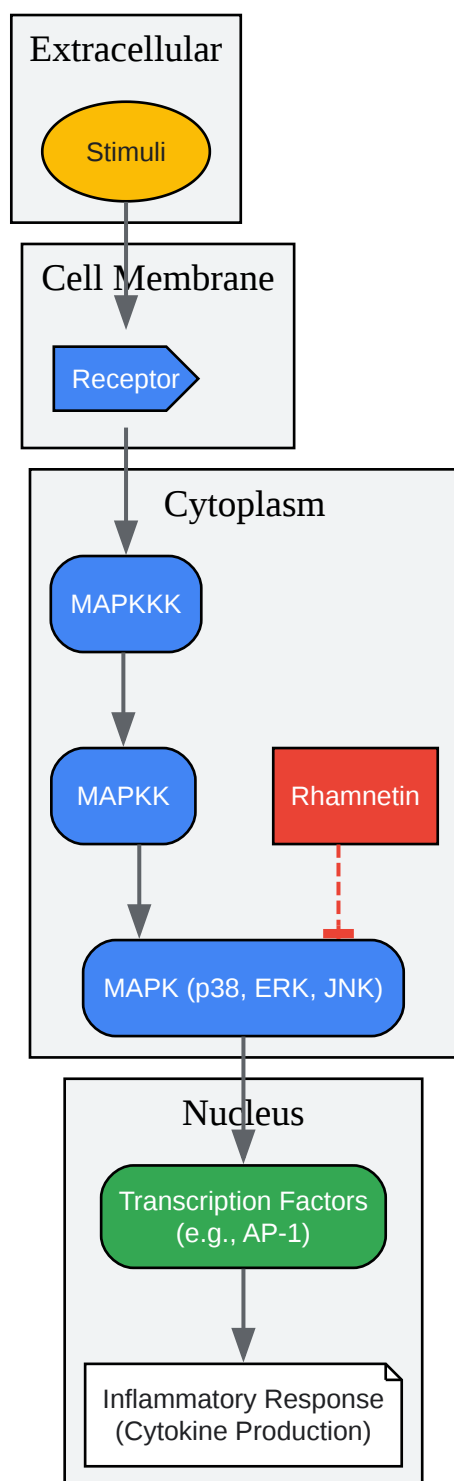 Extracellular
Stimuli
Cell Membrane
Receptor
Cytoplasm
MAPKKK
MAPKK
Rhamnetin
MAPK (p38, ERK, JNK)
Nucleus
Transcription Factors
(e.g., AP-1)
Inflammatory Response
(Cytokine Production)